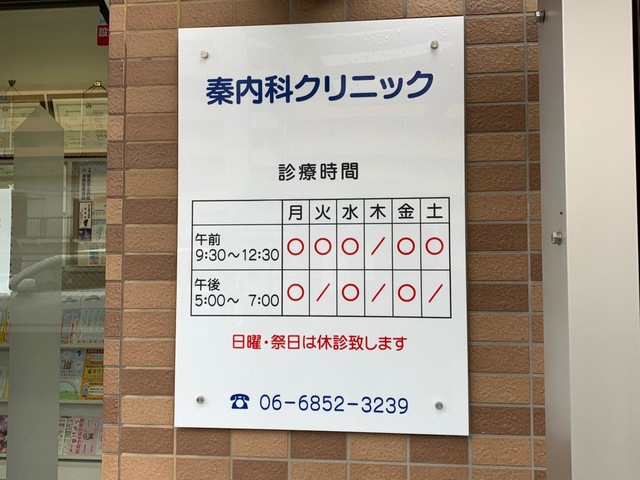 秦内科クリニック
診療時間
月 火 水 木 金 土
午前 9:30～12:30 ○ ○ ○ / ○ ○
午後 5:00～ 7:00 ○ / ○ / ○ /
日曜・祭日は休診致します
☎ 06-6852-3239